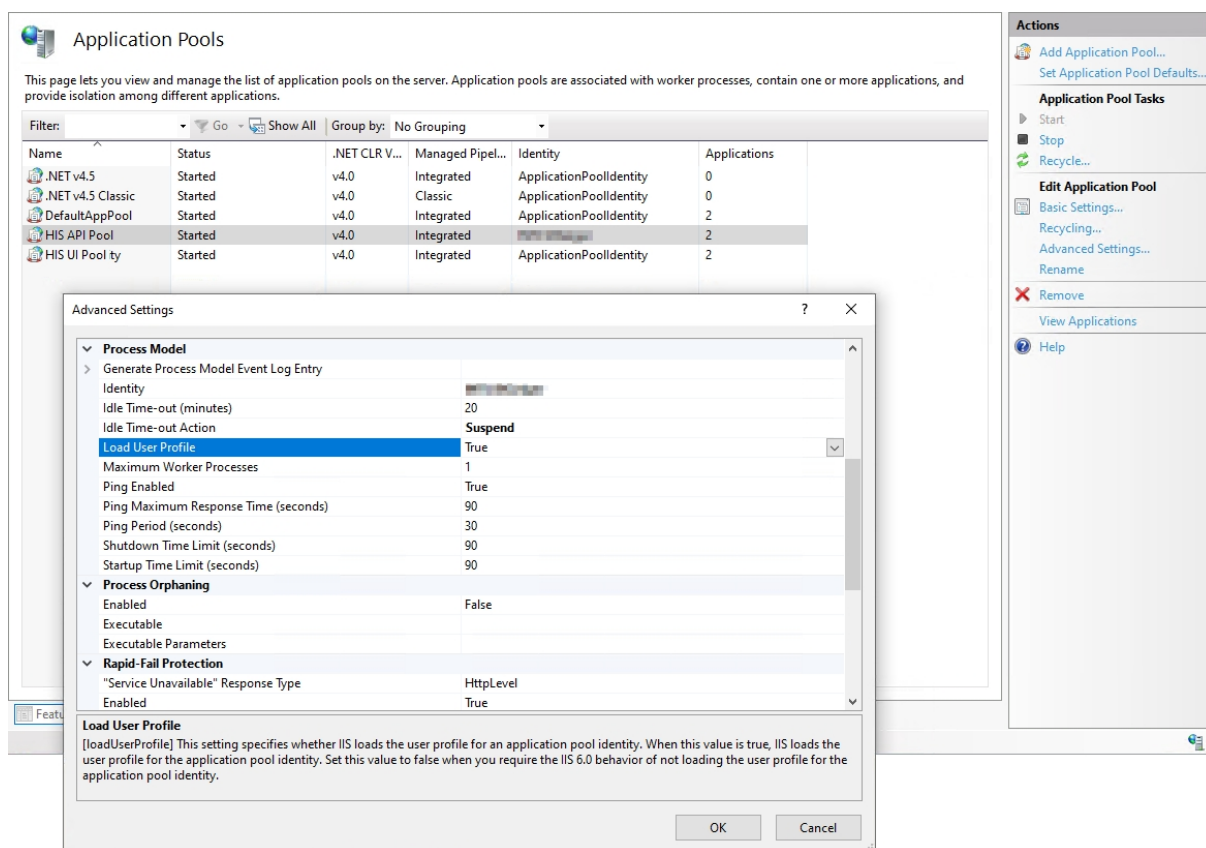 Application Pools
This page lets you view and manage the list of application pools on the server. Application pools are associated with worker processes, contain one or more applications, and
provide isolation among different applications.
Filter: Go Show All Group by: No Grouping
Name Status .NET CLR V... Managed Pipel... Identity Applications
.NET v4.5 Started v4.0 Integrated ApplicationPoolIdentity 0
.NET v4.5 Classic Started v4.0 Classic ApplicationPoolIdentity 0
DefaultAppPool Started v4.0 Integrated ApplicationPoolIdentity 2
HIS API Pool Started v4.0 Integrated 2
HIS UI Pool ty Started v4.0 Integrated ApplicationPoolIdentity 2
Advanced Settings ?
Process Model
Generate Process Model Event Log Entry
Identity
Idle Time-out (minutes) 20
Idle Time-out Action Suspend
Load User Profile True
Maximum Worker Processes 1
Ping Enabled True
Ping Maximum Response Time (seconds) 90
Ping Period (seconds) 30
Shutdown Time Limit (seconds) 90
Startup Time Limit (seconds) 90
Process Orphaning
Enabled False
Executable
Executable Parameters
Rapid-Fail Protection
"Service Unavailable" Response Type HttpLevel
Enabled True
Load User Profile
[loadUserProfile] This setting specifies whether IIS loads the user profile for an application pool identity. When this value is true, IIS loads the
user profile for the application pool identity. Set this value to false when you require the IIS 6.0 behavior of not loading the user profile for the
application pool identity.
OK Cancel
Featu
Actions
Add Application Pool...
Set Application Pool Defaults...
Application Pool Tasks
Start
Stop
Recycle...
Edit Application Pool
Basic Settings...
Recycling...
Advanced Settings...
Rename
Remove
View Applications
Help